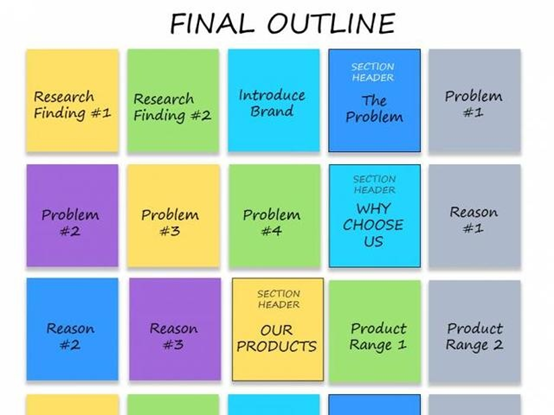 FINAL OUTLINE
Research
Finding #1
Research
Finding #2
Introduce
Brand
SECTION
HEADER
The
Problem
Problem
#1
Problem
#2
Problem
#3
Problem
#4
SECTION
HEADER
WHY
CHOOSE
US
Reason
#1
Reason
#2
Reason
#3
SECTION
HEADER
OUR
PRODUCTS
Product
Range 1
Product
Range 2